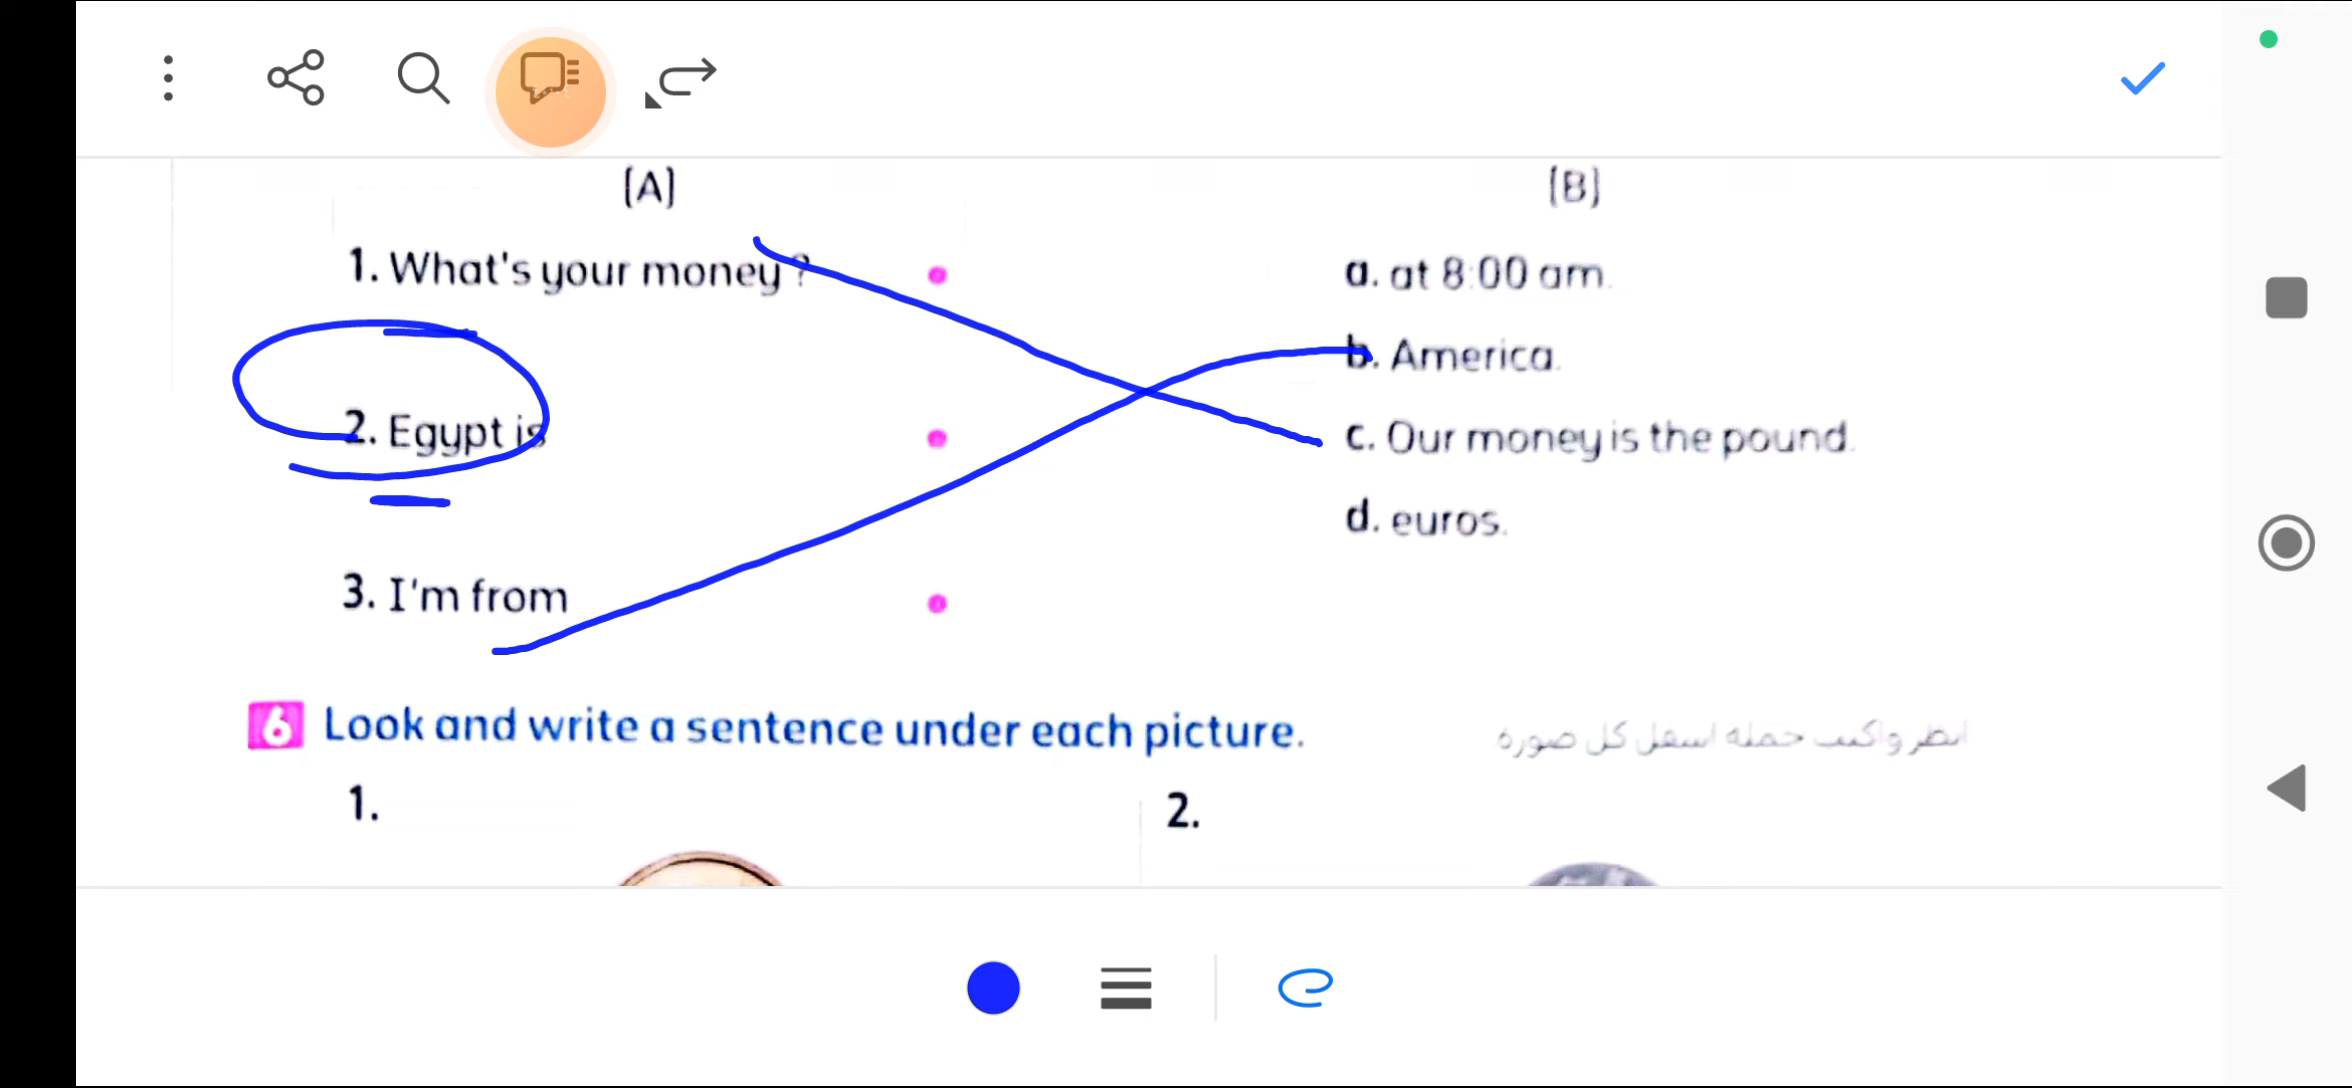 (A)
(B)
1. What's your money ?
a. at 8:00 am.
b. America.
2. Egypt is
c. Our money is the pound.
d. euros.
3. I'm from
6 Look and write a sentence under each picture.
انظر واكتب جملة اسفل كل صورة
1.
2.